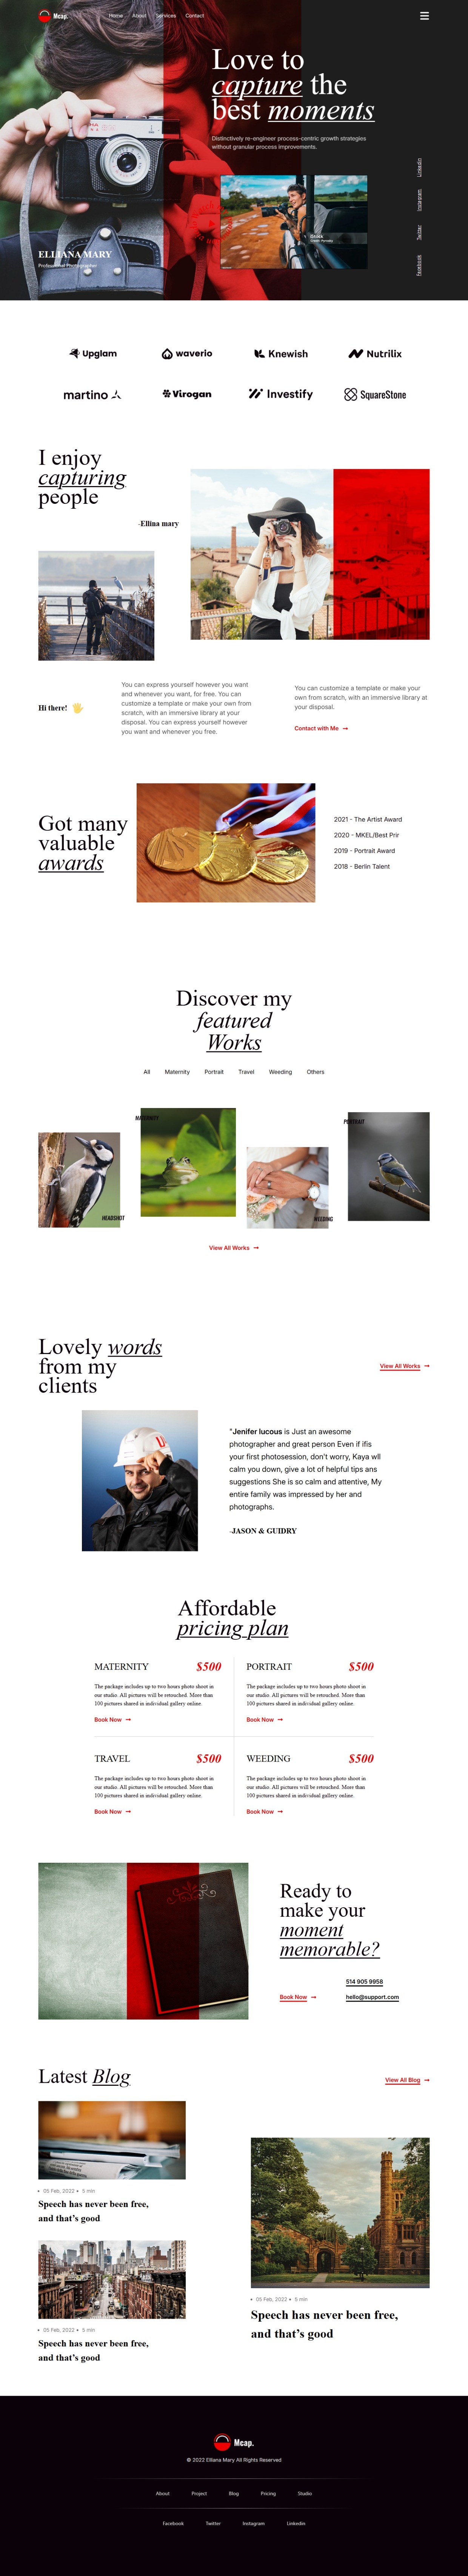 Mcap.
Home About Services Contact
Love to
capture the
best moments
Distinctively re-engineer process-centric growth strategies
without granular process improvements.
LinkedIn
Instagram
Twitter
Facebook
iStock
ELLIANA MARY
Professional Photographer
Upglam
waverio
Knewish
Nutrilix
martino
Virogan
Investify
SquareStone
I enjoy
capturing
people
-Ellina mary
Hi there!
You can express yourself however you want
and whenever you want, for free. You can
customize a template or make your own from
scratch, with an immersive library at your
disposal. You can express yourself however
you want and whenever you free.
You can customize a template or make your
own from scratch, with an immersive library at
your disposal.
Contact with Me
Got many
valuable
awards
2021 - The Artist Award
2020 - MKEL/Best Prir
2019 - Portrait Award
2018 - Berlin Talent
Discover my
featured
Works
All Maternity Portrait Travel Weeding Others
HEADSHOT
MATERNITY
WEEDING
PORTRAIT
View All Works
Lovely words
from my
clients
View All Works
"Jenifer lucous is Just an awesome
photographer and great person Even if ifis
your first photosession, don't worry, Kaya wll
calm you down, give a lot of helpful tips ans
suggestions She is so calm and attentive, My
entire family was impressed by her and
photographs.
-JASON & GUIDRY
Affordable
pricing plan
MATERNITY $500
The package includes up to two hours photo shoot in
our studio. All pictures will be retouched. More than
100 pictures shared in individual gallery online.
Book Now
PORTRAIT $500
The package includes up to two hours photo shoot in
our studio. All pictures will be retouched. More than
100 pictures shared in individual gallery online.
Book Now
TRAVEL $500
The package includes up to two hours photo shoot in
our studio. All pictures will be retouched. More than
100 pictures shared in individual gallery online.
Book Now
WEEDING $500
The package includes up to two hours photo shoot in
our studio. All pictures will be retouched. More than
100 pictures shared in individual gallery online.
Book Now
Ready to
make your
moment
memorable?
Book Now
514 905 9958
hello@support.com
Latest Blog
View All Blog
05 Feb, 2022 • 5 min
Speech has never been free,
and that's good
05 Feb, 2022 • 5 min
Speech has never been free,
and that's good
05 Feb, 2022 • 5 min
Speech has never been free,
and that's good
Mcap.
© 2022 Elliana Mary All Rights Reserved
About Project Blog Pricing Studio
Facebook Twitter Instagram Linkedin